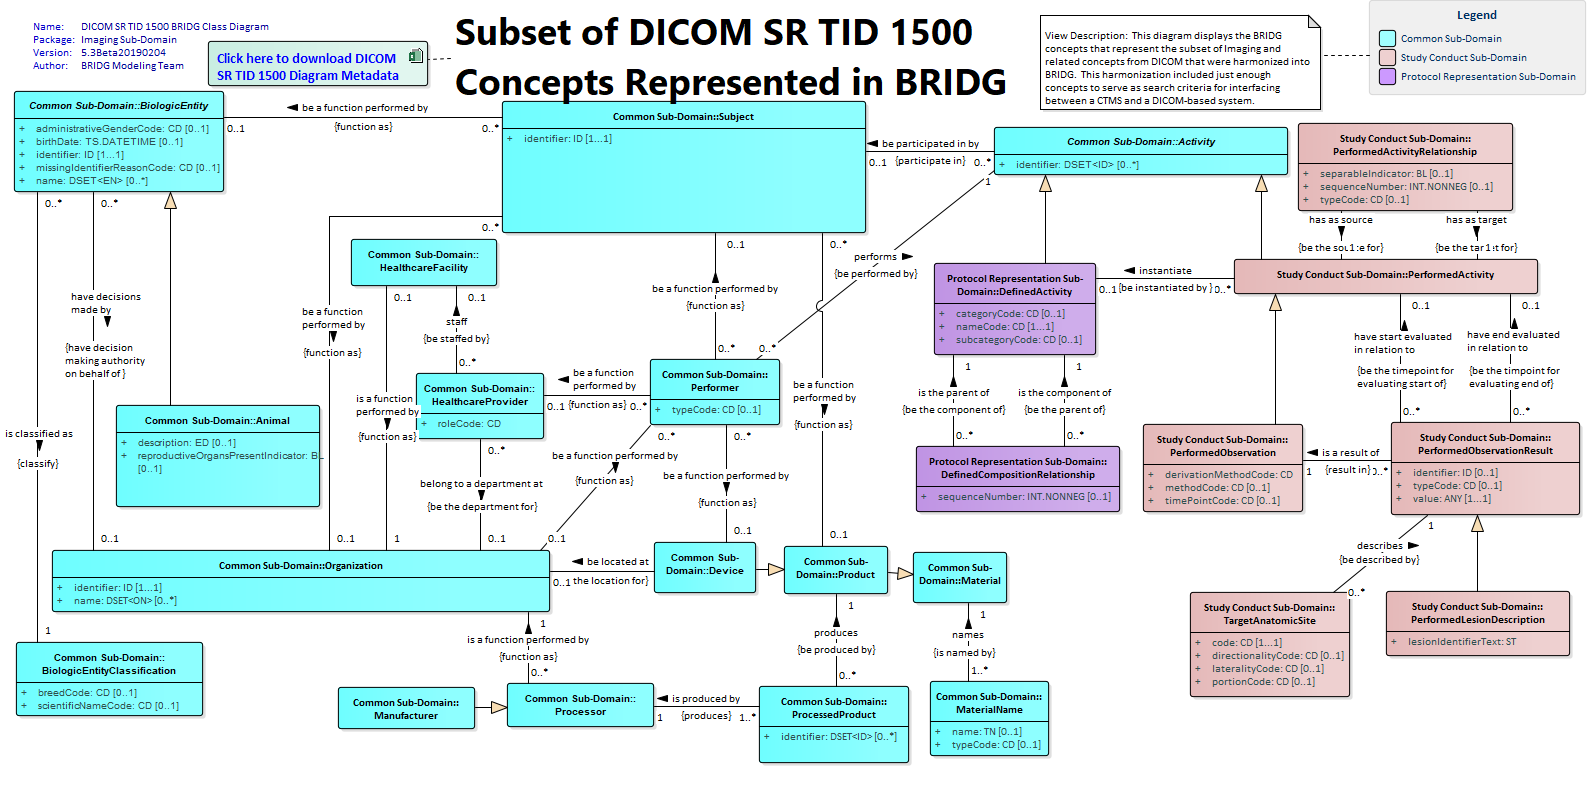 Name: DICOM SR TID 1500 BRIDG Class Diagram
Package: Imaging Sub-Domain
Version: 5.3Beta20190204
Author: BRIDG Modeling Team
Click here to download DICOM
SR TID 1500 Diagram Metadata
Subset of DICOM SR TID 1500
Concepts Represented in BRIDG
View Description: This diagram displays the BRIDG
concepts that represent the subset of Imaging and
related concepts from DICOM that were harmonized into
BRIDG. This harmonization included just enough
concepts to serve as search criteria for interfacing
between a CTMS and a DICOM-based system.
Legend
Common Sub-Domain
Study Conduct Sub-Domain
Protocol Representation Sub-Domain
Common Sub-Domain::BiologicEntity
+ administrativeGenderCode: CD [0..1]
+ birthDate: TS.DATETIME [0..1]
+ identifier: ID [1...1]
+ missingIdentifierReasonCode: CD [0..1]
+ name: DSET<EN> [0..*]
be a function performed by
0..1
{function as}
0..*
Common Sub-Domain::Subject
+ identifier: ID [1...1]
be participated in by
0..1
{participate in}
0..*
Common Sub-Domain::Activity
+ identifier: DSET<ID> [0..*]
Study Conduct Sub-Domain::
PerformedActivityRelationship
+ separableIndicator: BL [0..1]
+ sequenceNumber: INT.NONNEG [0..1]
+ typeCode: CD [0..1]
has as source
has as target
Study Conduct Sub-Domain::PerformedActivity
instantiate
0..1
{be instantiated by}
0..*
0..*
0..*
0..*
Common Sub-Domain::
HealthcareFacility
0..1
0..1
staff
{be staffed by}
0..*
0..1
be a function performed by
{function as}
0..*
0..*
0..*
1
performs
{be performed by}
Protocol Representation Sub-
Domain::DefinedActivity
+ categoryCode: CD [0..1]
+ nameCode: CD [1...1]
+ subcategoryCode: CD [0..1]
1
1
is the parent of
{be the component of}
is the component of
{be the parent of}
0..*
0..*
Protocol Representation Sub-Domain::
DefinedCompositionRelationship
+ sequenceNumber: INT.NONNEG [0..1]
0..1
0..1
have start evaluated
in relation to
{be the timepoint for
evaluating start of}
have end evaluated
in relation to
{be the timpoint for
evaluating end of}
0..*
0..*
have decisions
made by
{have decision
making authority
on behalf of }
be a function
performed by
{function as}
Common Sub-Domain::
HealthcareProvider
+ roleCode: CD
be a function
performed by
0..1
{function as}
0..*
Common Sub-Domain::
Performer
+ typeCode: CD [0..1]
be a function
performed by
{function as}
is a function
performed by
{function as}
Common Sub-Domain::Animal
+ description: ED [0..1]
+ reproductiveOrgansPresentIndicator: BL
[0..1]
is classified as
{classify}
Study Conduct Sub-Domain::
PerformedObservation
+ derivationMethodCode: CD
+ methodCode: CD [0..1]
+ timePointCode: CD [0..1]
is a result of
1
{result in}
Study Conduct Sub-Domain::
PerformedObservationResult
+ identifier: ID [0..1]
+ typeCode: CD [0..1]
+ value: ANY [1...1]
0..*
0..*
0..*
be a function performed by
{function as}
be a function performed by
{function as}
belong to a department at
{be the department for}
0..1
0..1
1
0..1
0..1
0..1
0..1
Common Sub-Domain::Organization
+ identifier: ID [1...1]
+ name: DSET<ON> [0..*]
be located at
0..1
the location for}
Common Sub-
Domain::Device
Common Sub-
Domain::Product
Common Sub-
Domain::Material
1
describes
{be described by}
0..*
Study Conduct Sub-Domain::
TargetAnatomicSite
+ code: CD [1...1]
+ directionalityCode: CD [0..1]
+ lateralityCode: CD [0..1]
+ portionCode: CD [0..1]
Study Conduct Sub-Domain::
PerformedLesionDescription
+ lesionIdentifierText: ST
1
Common Sub-Domain::
BiologicEntityClassification
+ breedCode: CD [0..1]
+ scientificNameCode: CD [0..1]
1
is a function performed by
{function as}
0..*
Common Sub-Domain::
Manufacturer
Common Sub-Domain::
Processor
is produced by
1
{produces}
1..*
1
produces
{be produced by}
0..*
Common Sub-Domain::
ProcessedProduct
+ identifier: DSET<ID> [0..*]
1
names
{is named by}
1..*
Common Sub-Domain::
MaterialName
+ name: TN [0..1]
+ typeCode: CD [0..1]